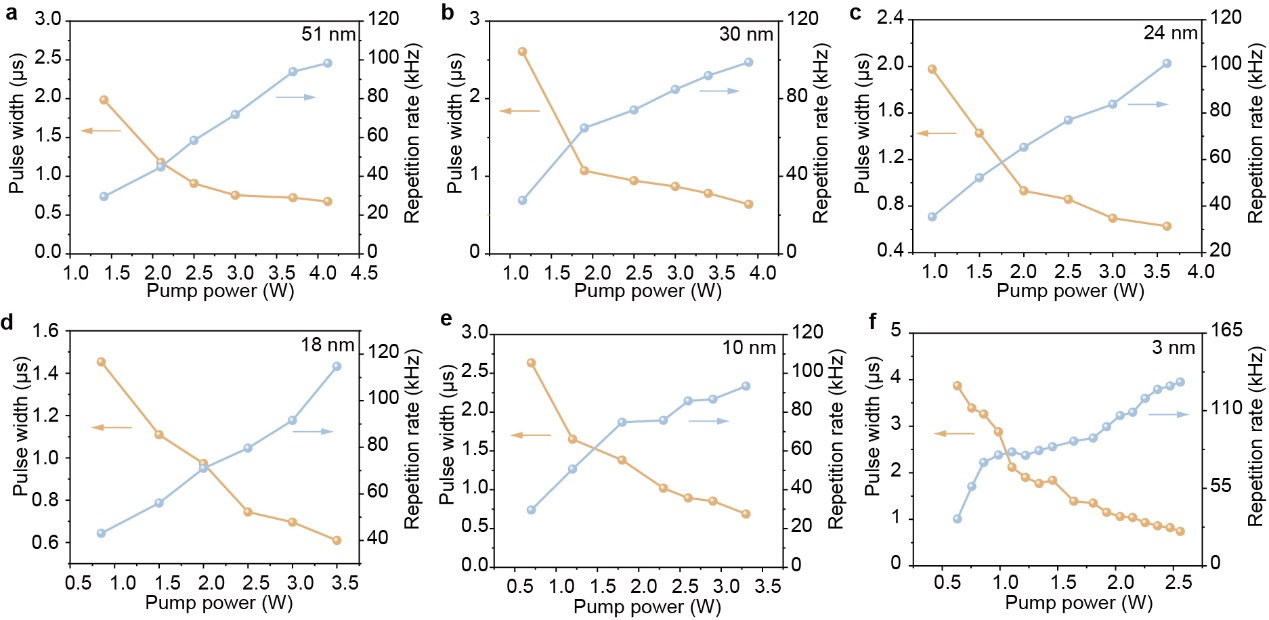 a
51 nm
Pulse width (μs)
3.0
2.5
2.0
1.5
1.0
0.5
0.0
120
100
80
60
40
20
0
Repetition rate (kHz)
1.0 1.5 2.0 2.5 3.0 3.5 4.0 4.5
Pump power (W)
b
30 nm
Pulse width (μs)
3
2
1
0
120
80
40
0
Repetition rate (kHz)
1.0 1.5 2.0 2.5 3.0 3.5 4.0
Pump power (W)
c
24 nm
Pulse width (μs)
2.4
2.0
1.6
1.2
0.8
0.4
120
100
80
60
40
20
Repetition rate (kHz)
1.0 1.5 2.0 2.5 3.0 3.5 4.0
Pump power (W)
d
18 nm
Pulse width (μs)
1.6
1.4
1.2
1.0
0.8
0.6
120
100
80
60
40
Repetition rate (kHz)
0.5 1.0 1.5 2.0 2.5 3.0 3.5
Pump power (W)
e
10 nm
Pulse width (μs)
3.0
2.5
2.0
1.5
1.0
0.5
0.0
120
100
80
60
40
20
0
Repetition rate (kHz)
0.5 1.0 1.5 2.0 2.5 3.0 3.5
Pump power (W)
f
3 nm
Pulse width (μs)
5
4
3
2
1
0
165
110
55
0
Repetition rate (kHz)
0.5 1.0 1.5 2.0 2.5
Pump power (W)